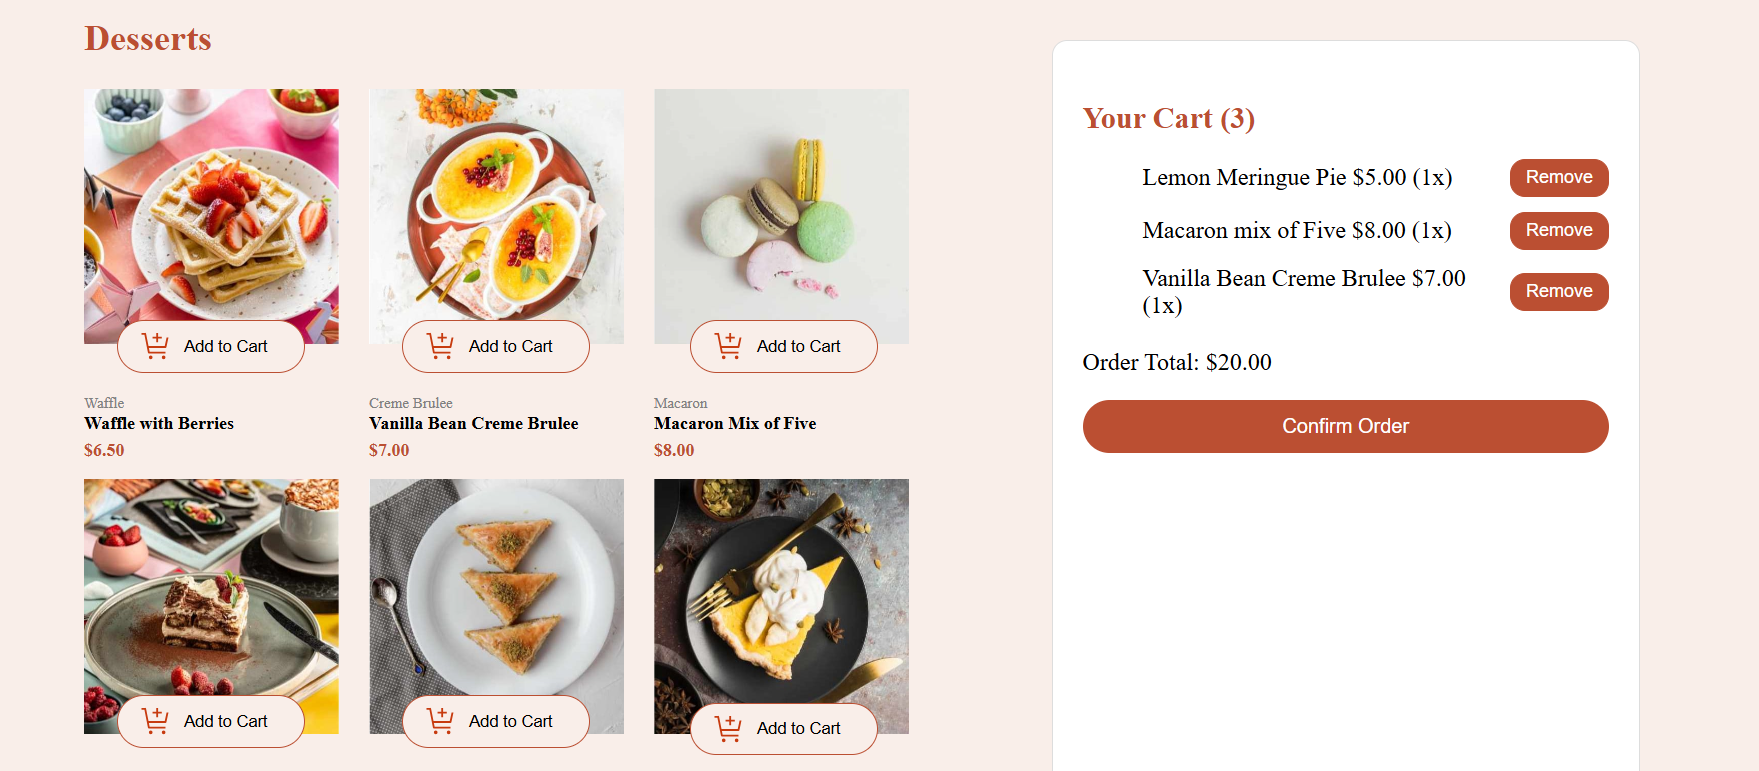 Desserts
Add to Cart
Add to Cart
Add to Cart
Waffle
Waffle with Berries
$6.50
Creme Brulee
Vanilla Bean Creme Brulee
$7.00
Macaron
Macaron Mix of Five
$8.00
Add to Cart
Add to Cart
Add to Cart
Your Cart (3)
Lemon Meringue Pie $5.00 (1x)
Remove
Macaron mix of Five $8.00 (1x)
Remove
Vanilla Bean Creme Brulee $7.00
(1x)
Remove
Order Total: $20.00
Confirm Order